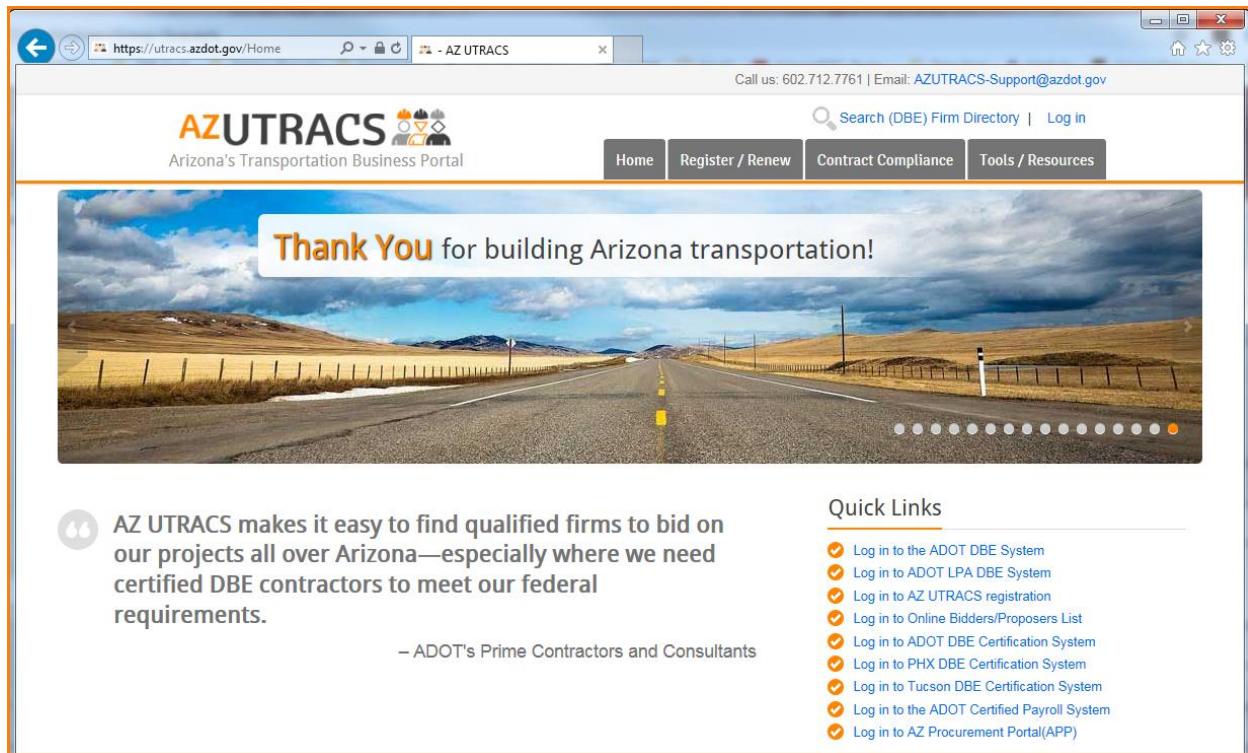 https://utracs.azdot.gov/Home
- AZ UTRACS
Call us: 602.712.7761 | Email: AZUTRACS-Support@azdot.gov
AZUTRACS
Arizona's Transportation Business Portal
Search (DBE) Firm Directory | Log in
Home
Register / Renew
Contract Compliance
Tools / Resources
Thank You for building Arizona transportation!
AZ UTRACS makes it easy to find qualified firms to bid on
our projects all over Arizona—especially where we need
certified DBE contractors to meet our federal
requirements.
– ADOT's Prime Contractors and Consultants
Quick Links
Log in to the ADOT DBE System
Log in to ADOT LPA DBE System
Log in to AZ UTRACS registration
Log in to Online Bidders/Proposers List
Log in to ADOT DBE Certification System
Log in to PHX DBE Certification System
Log in to Tucson DBE Certification System
Log in to the ADOT Certified Payroll System
Log in to AZ Procurement Portal(APP)